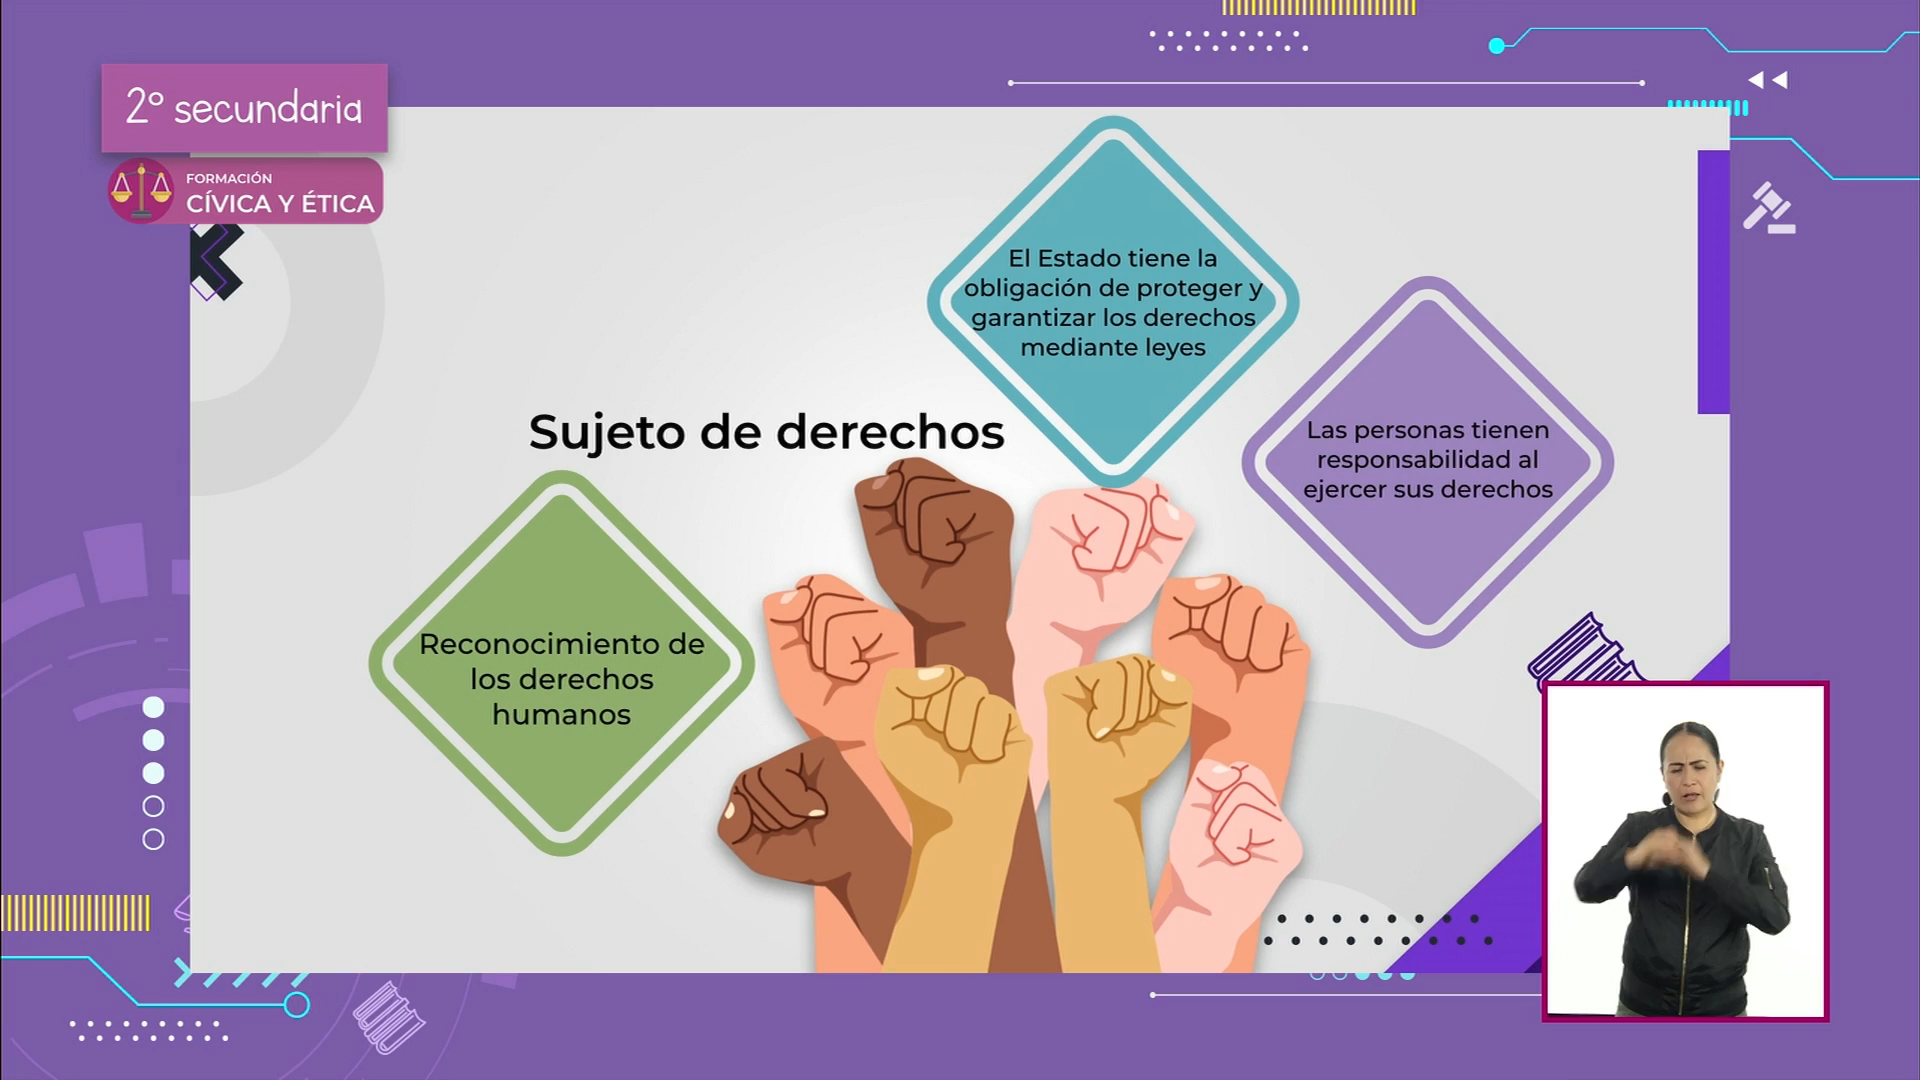 2° secundaria
FORMACIÓN
CÍVICA Y ÉTICA
El Estado tiene la
obligación de proteger y
garantizar los derechos
mediante leyes
Sujeto de derechos
Las personas tienen
responsabilidad al
ejercer sus derechos
Reconocimiento de
los derechos
humanos